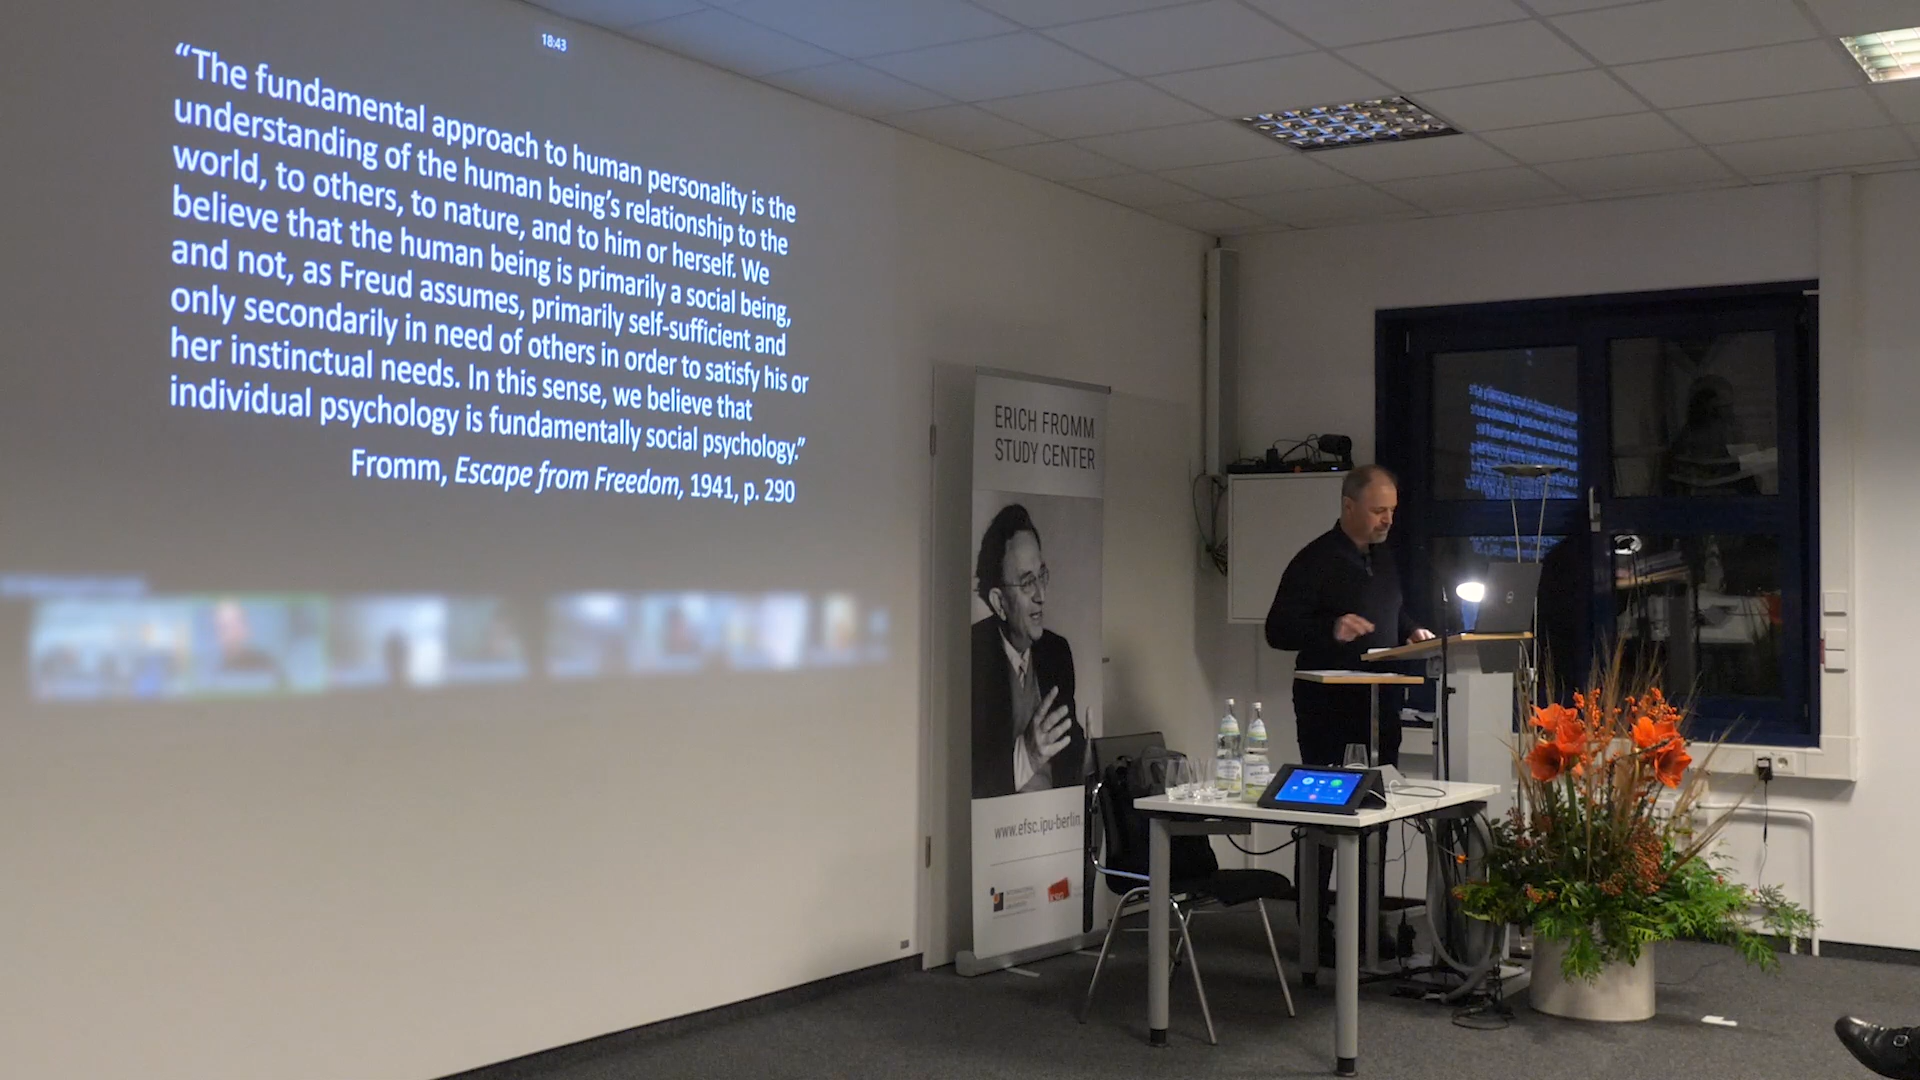 18:43
“The fundamental approach to human personality is the
understanding of the human being’s relationship to the
world, to others, to nature, and to him or herself. We
believe that the human being is primarily a social being,
and not, as Freud assumes, primarily self-sufficient and
only secondarily in need of others in order to satisfy his or
her instinctual needs. In this sense, we believe that
individual psychology is fundamentally social psychology.”
Fromm, Escape from Freedom, 1941, p. 290
ERICH FROMM
STUDY CENTER
www.efsc.ipu-berlin